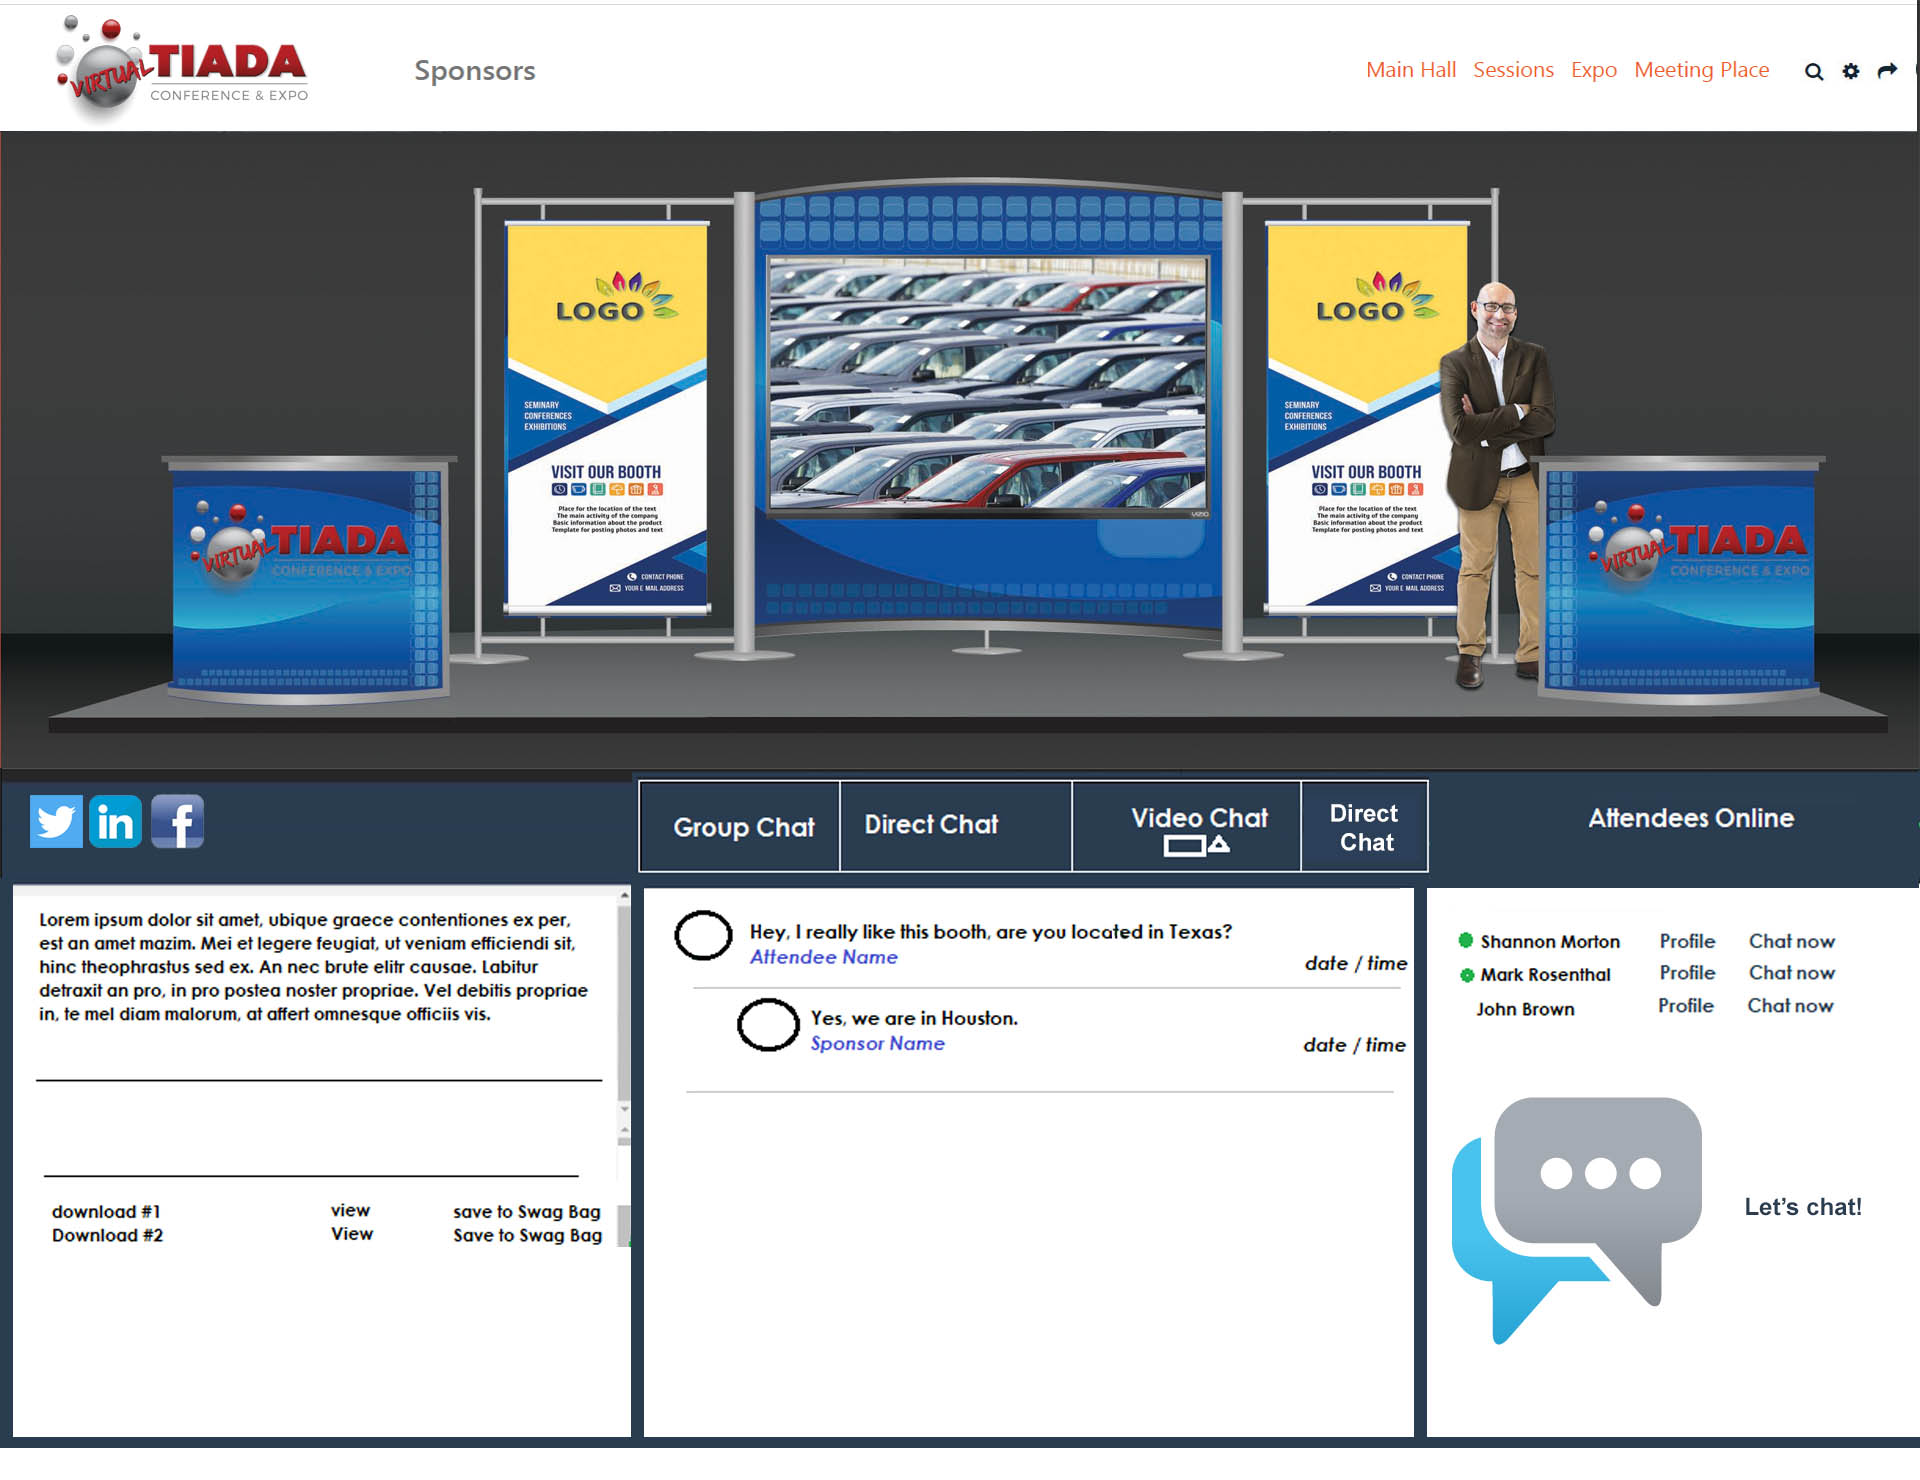 VIRTUAL TIADA
CONFERENCE & EXPO
Sponsors
Main Hall Sessions Expo Meeting Place
LOGO
SEMINARY
CONFERENCES
EXHIBITIONS
VISIT OUR BOOTH
Place for the location of the text
The main activity of the company
Basic information about the product
Template for posting photos and text
CONTACT PHONE
YOUR E MAIL ADDRESS
VIZIO
LOGO
SEMINARY
CONFERENCES
EXHIBITIONS
VISIT OUR BOOTH
Place for the location of the text
The main activity of the company
Basic information about the product
Template for posting photos and text
CONTACT PHONE
YOUR E MAIL ADDRESS
VIRTUAL TIADA
CONFERENCE & EXPO
VIRTUAL TIADA
CONFERENCE & EXPO
in f
Group Chat
Direct Chat
Video Chat
Direct
Chat
Attendees Online
Lorem ipsum dolor sit amet, ubique graece contentiones ex per,
est an amet mazim. Mei et legere feugiat, ut veniam efficiendi sit,
hinc theophrastus sed ex. An nec brute elitr causae. Labitur
detraxit an pro, in pro postea noster propriae. Vel debitis propriae
in, te mel diam malorum, at affert omnesque officiis vis.
download #1 view save to Swag Bag
Download #2 View Save to Swag Bag
Hey, I really like this booth, are you located in Texas?
Attendee Name
date / time
Yes, we are in Houston.
Sponsor Name
date / time
Shannon Morton Profile Chat now
Mark Rosenthal Profile Chat now
John Brown Profile Chat now
Let's chat!